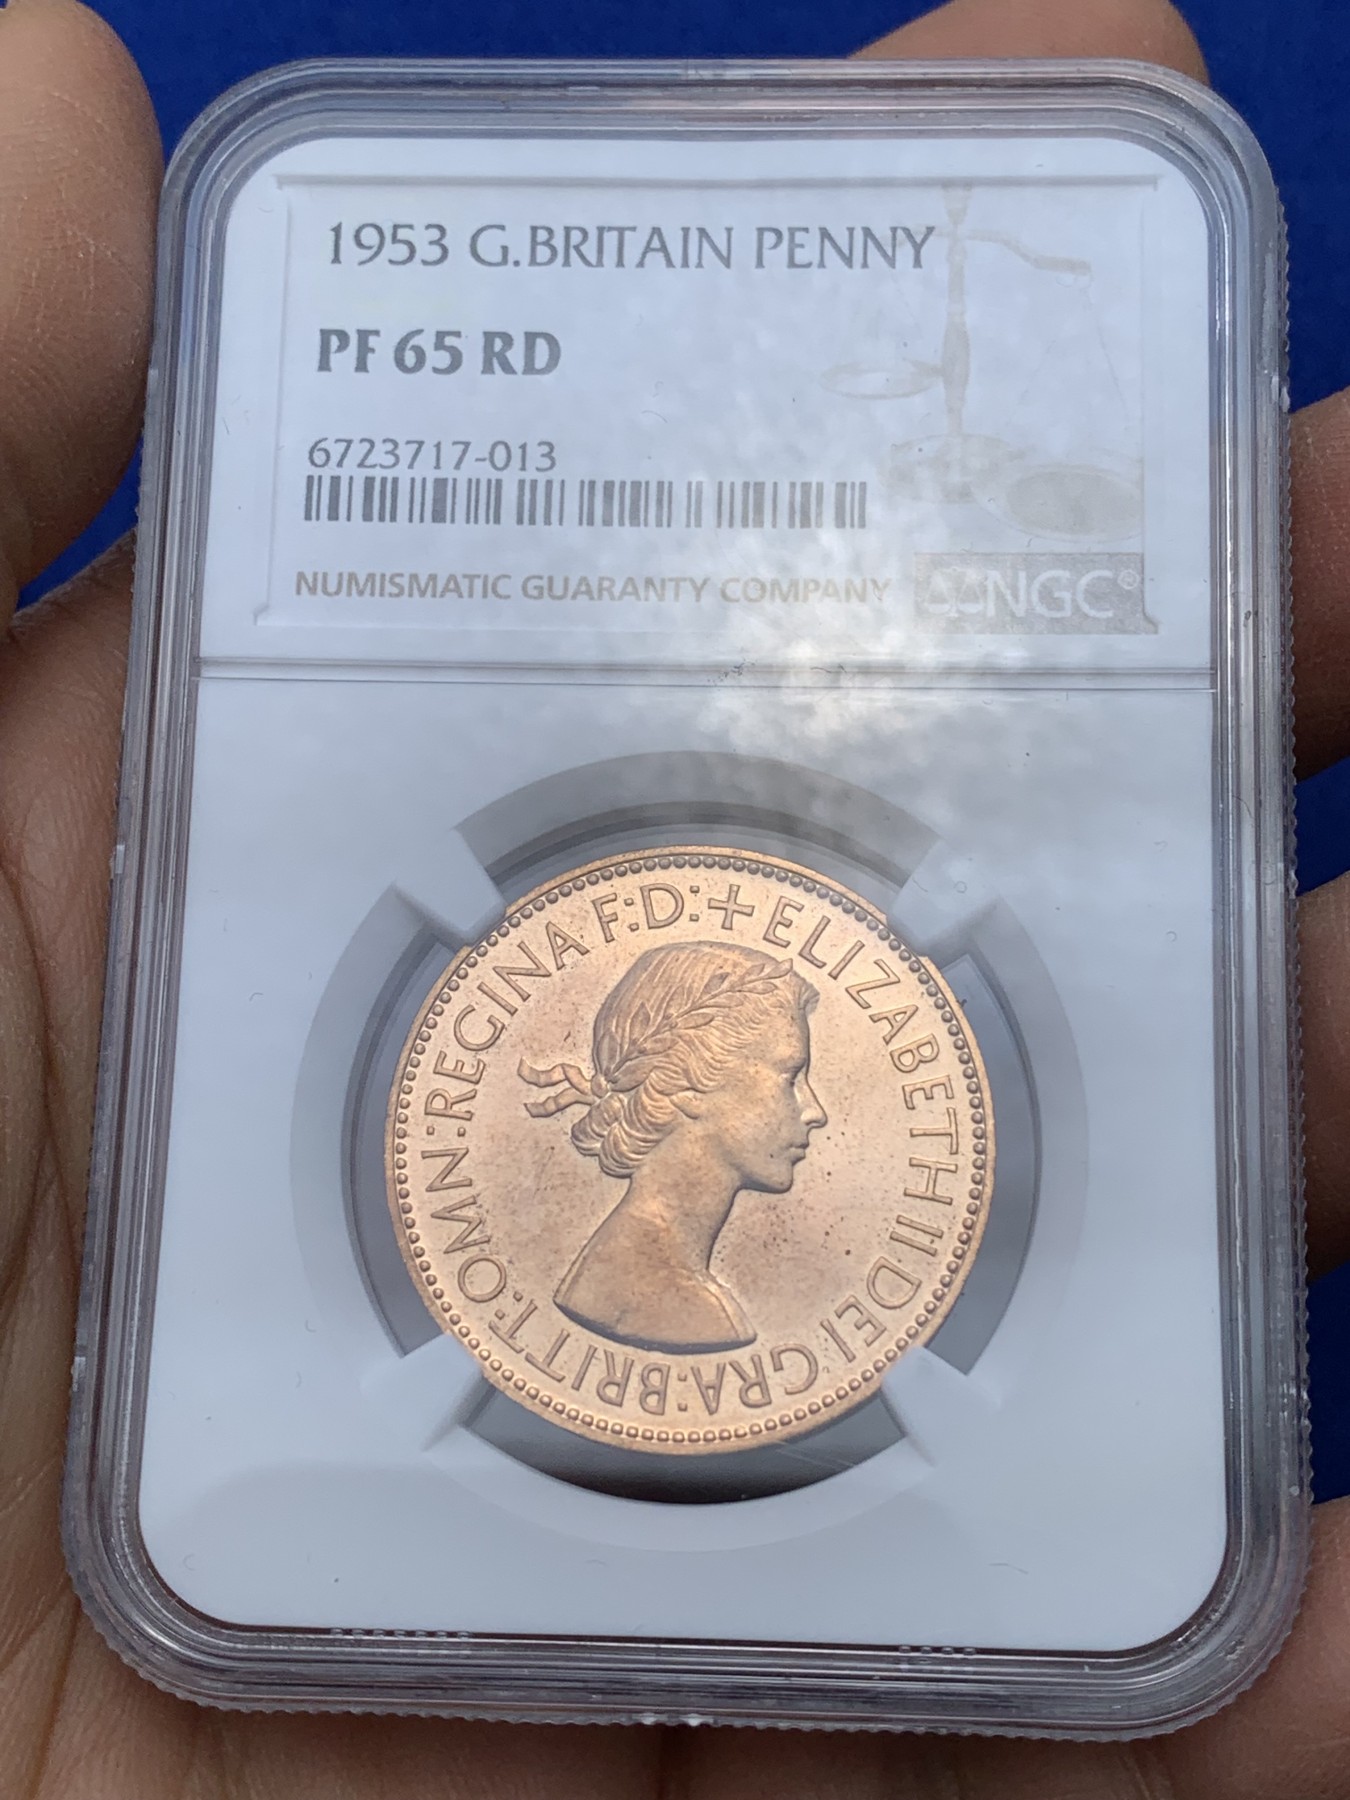 1953 G.BRITAIN PENNY
PF 65 RD
6723717-013
NUMISMATIC GUARANTY COMPANY NGC®
+ELIZABETH II DEI·GRA:BRITT:OMN:REGINA F:D: